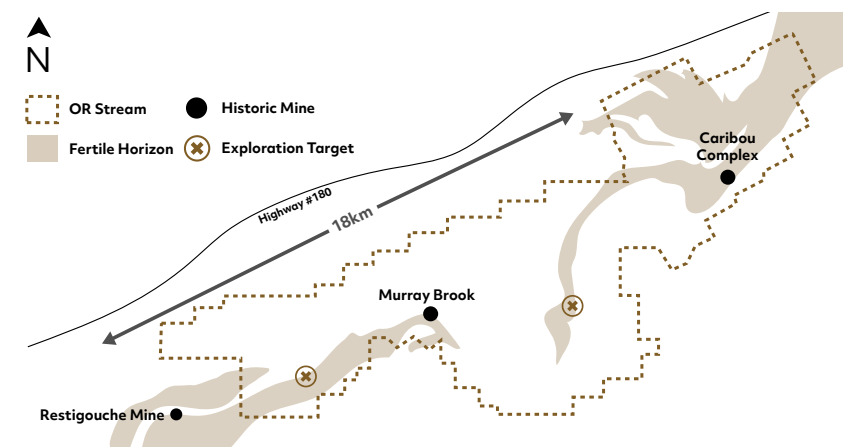 N
OR Stream
Historic Mine
Fertile Horizon
Exploration Target
Caribou
Complex
Highway #180
18km
Murray Brook
Restigouche Mine